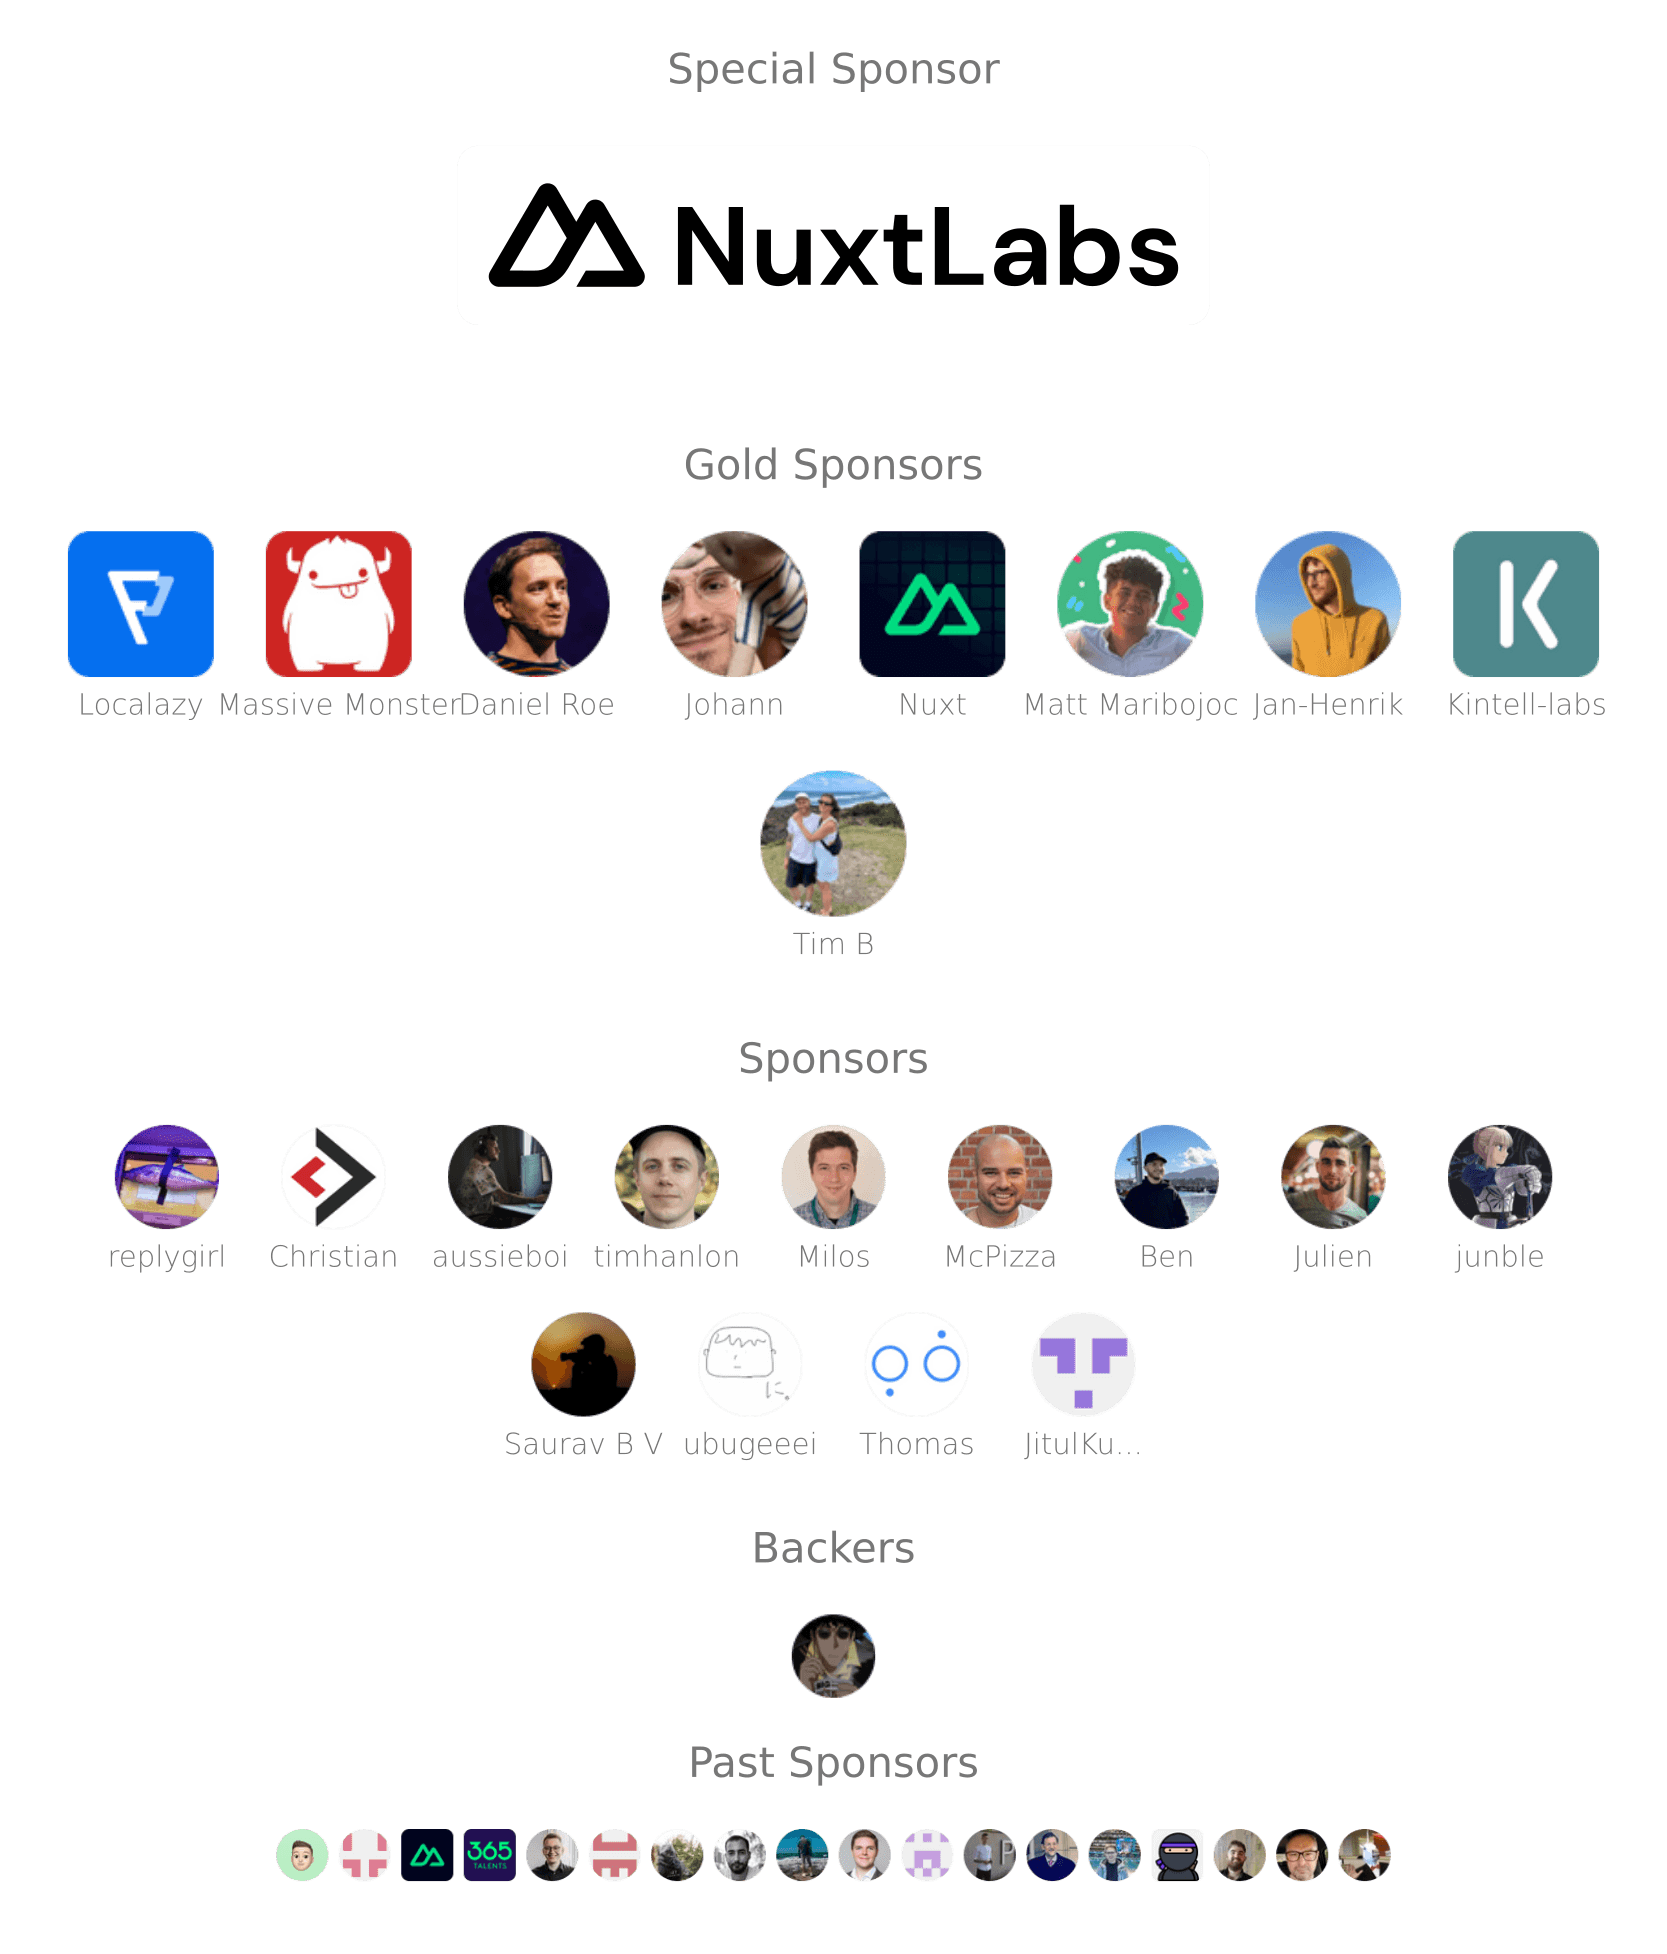 Special Sponsor
NuxtLabs
Gold Sponsors
Localazy Massive Monster Daniel Roe Johann Nuxt Matt Maribojoc Jan-Henrik Kintell-labs
Tim B
Sponsors
replygirl Christian aussieboi timhanlon Milos McPizza Ben Julien junble
Saurav B V ubugeeei Thomas JitulKu...
Backers
Past Sponsors
365
TALENTS